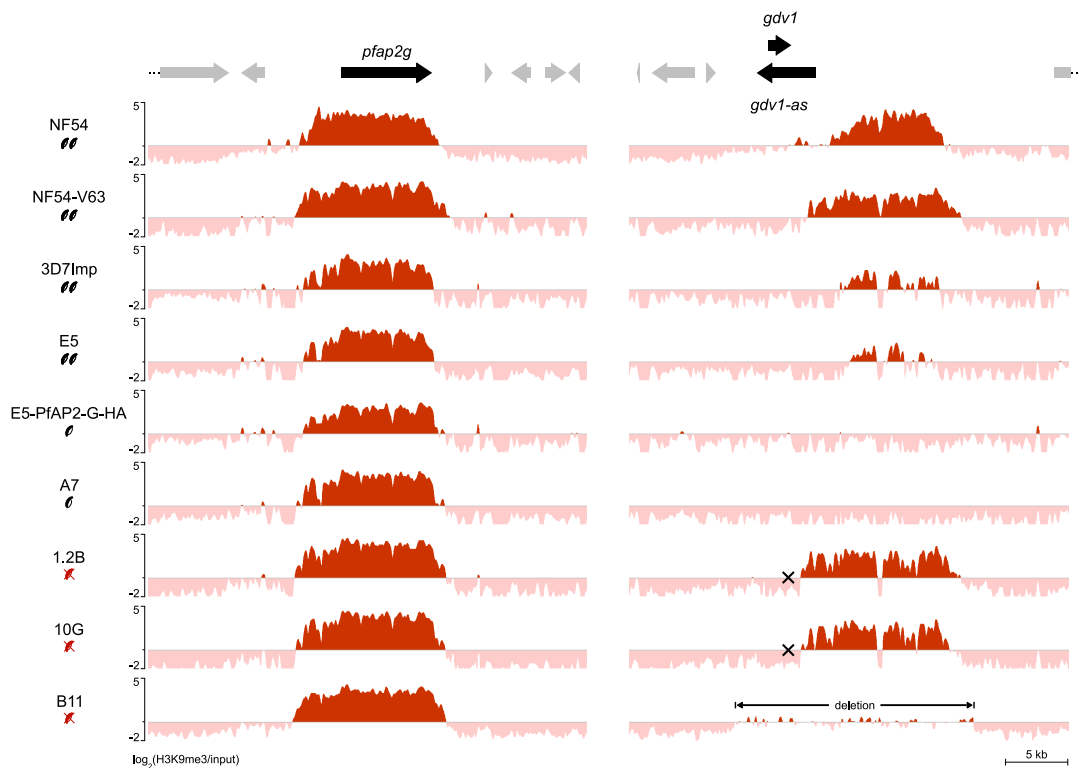 gdv1
pfap2g
gdv1-as
NF54
5
-2
NF54-V63
5
-2
3D7Imp
5
-2
E5
5
-2
E5-PfAP2-G-HA
5
-2
A7
5
-2
1.2B
5
-2
10G
5
-2
B11
5
-2
deletion
log2(H3K9me3/input)
5 kb